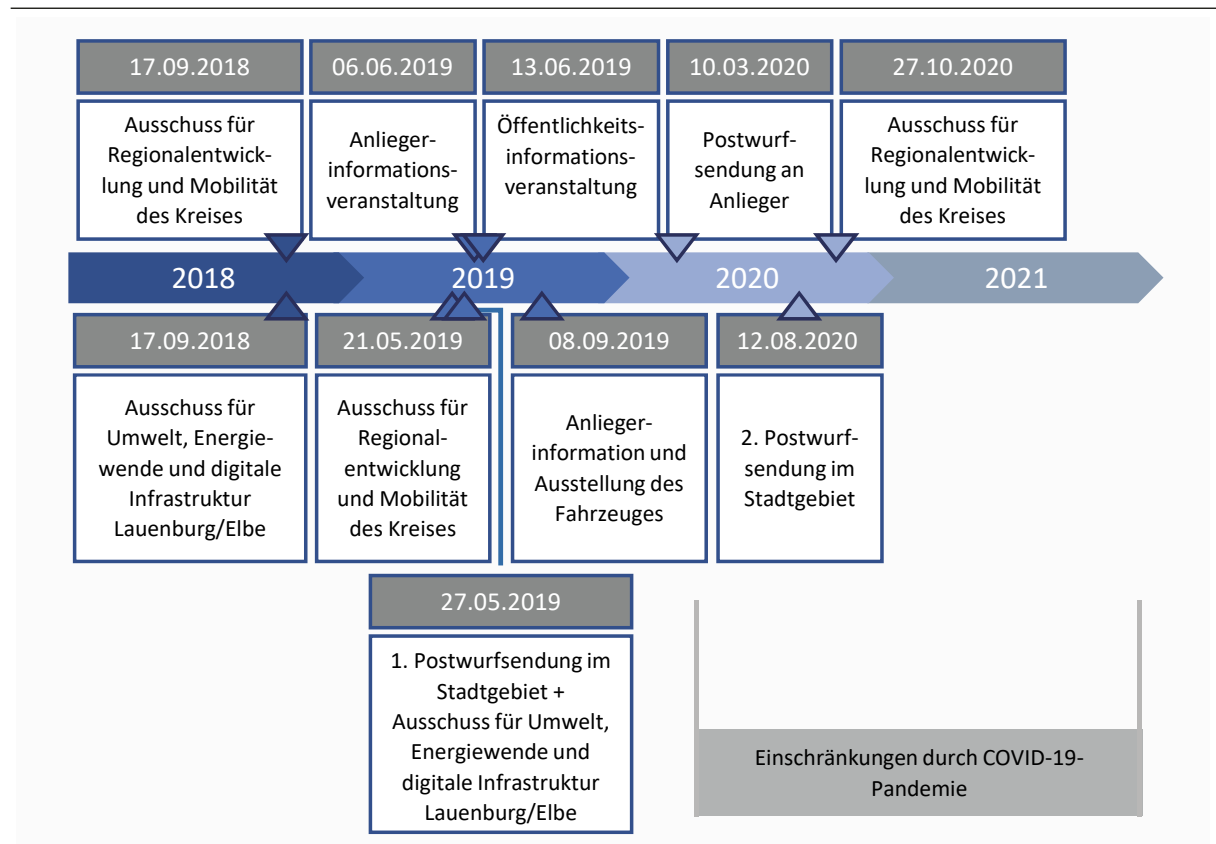 17.09.2018
Ausschuss für
Regionalentwick-
lung und Mobilität
des Kreises
06.06.2019
Anlieger-
informations-
veranstaltung
13.06.2019
Öffentlichkeits-
informations-
veranstaltung
10.03.2020
Postwurf-
sendung an
Anlieger
27.10.2020
Ausschuss für
Regionalentwick-
lung und Mobilität
des Kreises
2018
2019
2020
2021
17.09.2018
Ausschuss für
Umwelt, Energie-
wende und digitale
Infrastruktur
Lauenburg/Elbe
21.05.2019
Ausschuss für
Regional-
entwicklung
und Mobilität
des Kreises
08.09.2019
Anlieger-
information und
Ausstellung des
Fahrzeuges
12.08.2020
2. Postwurf-
sendung im
Stadtgebiet
27.05.2019
1. Postwurfsendung im
Stadtgebiet +
Ausschuss für Umwelt,
Energiewende und
digitale Infrastruktur
Lauenburg/Elbe
Einschränkungen durch COVID-19-
Pandemie